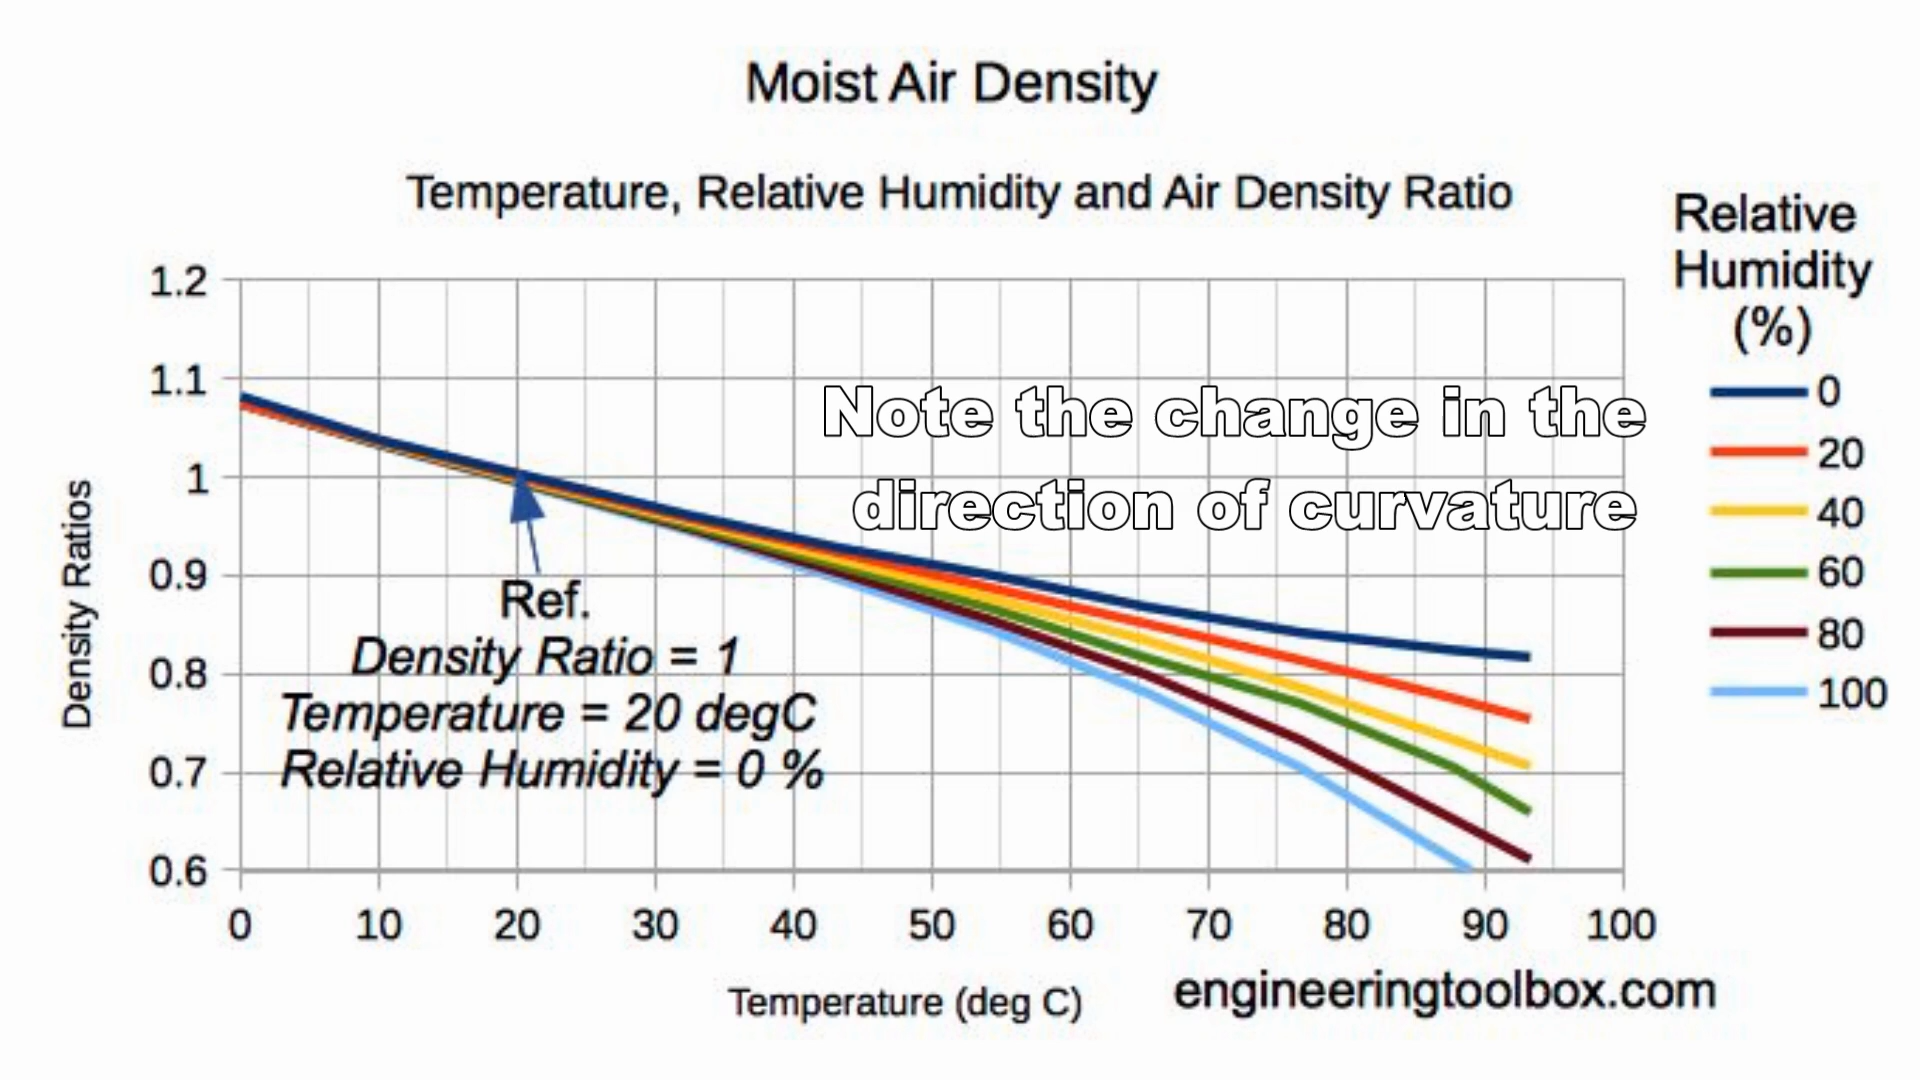 Moist Air Density
Temperature, Relative Humidity and Air Density Ratio
Relative
Humidity
(%)
0
20
40
60
80
100
Note the change in the
direction of curvature
1.2
1.1
1
0.9
0.8
0.7
0.6
Density Ratios
Ref.
Density Ratio = 1
Temperature = 20 degC
Relative Humidity = 0 %
0 10 20 30 40 50 60 70 80 90 100
Temperature (deg C)
engineeringtoolbox.com